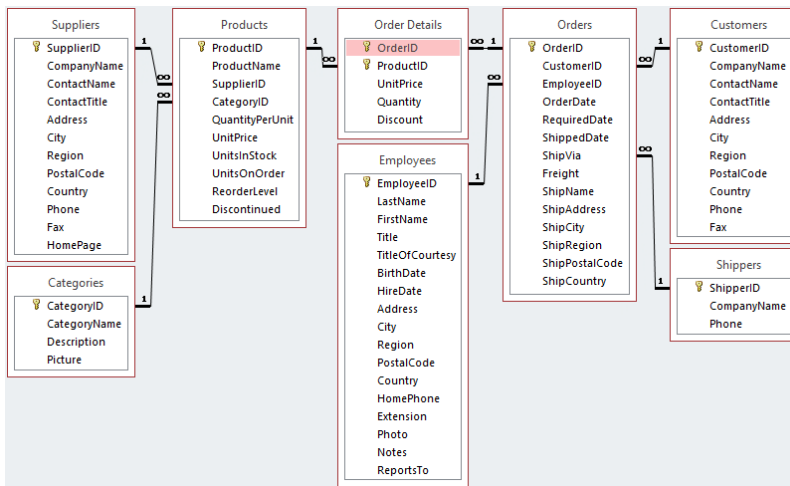 Suppliers
SupplierID
CompanyName
ContactName
ContactTitle
Address
City
Region
PostalCode
Country
Phone
Fax
HomePage
Categories
CategoryID
CategoryName
Description
Picture
Products
ProductID
ProductName
SupplierID
CategoryID
QuantityPerUnit
UnitPrice
UnitsInStock
UnitsOnOrder
ReorderLevel
Discontinued
Order Details
OrderID
ProductID
UnitPrice
Quantity
Discount
Employees
EmployeeID
LastName
FirstName
Title
TitleOfCourtesy
BirthDate
HireDate
Address
City
Region
PostalCode
Country
HomePhone
Extension
Photo
Notes
ReportsTo
Orders
OrderID
CustomerID
EmployeeID
OrderDate
RequiredDate
ShippedDate
ShipVia
Freight
ShipName
ShipAddress
ShipCity
ShipRegion
ShipPostalCode
ShipCountry
Customers
CustomerID
CompanyName
ContactName
ContactTitle
Address
City
Region
PostalCode
Country
Phone
Fax
Shippers
ShipperID
CompanyName
Phone
1
∞
1
∞
1
∞
∞
1
∞
1
∞
1
∞
1